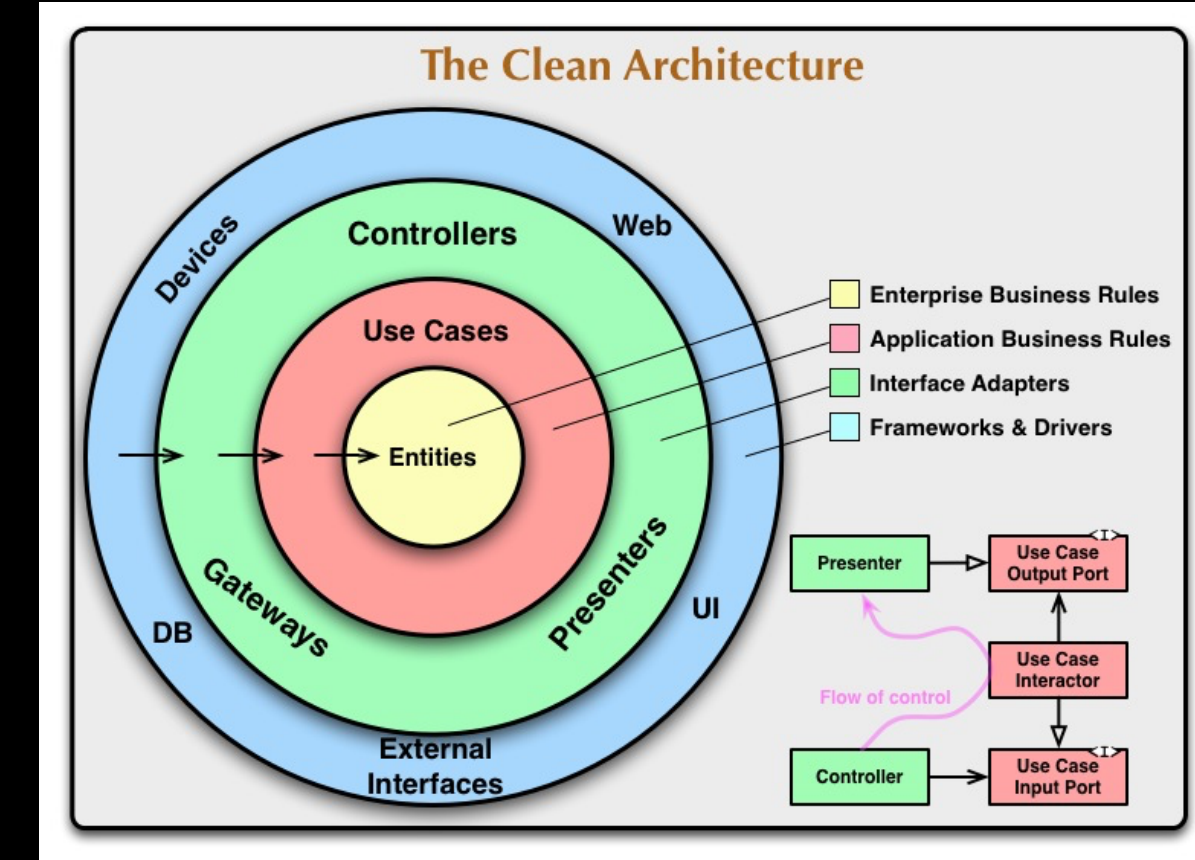 The Clean Architecture
Devices
Controllers
Web
Use Cases
Entities
Gateways
Presenters
DB
UI
External
Interfaces
Enterprise Business Rules
Application Business Rules
Interface Adapters
Frameworks & Drivers
Presenter
<I>
Use Case
Output Port
Use Case
Interactor
Flow of control
Controller
<I>
Use Case
Input Port